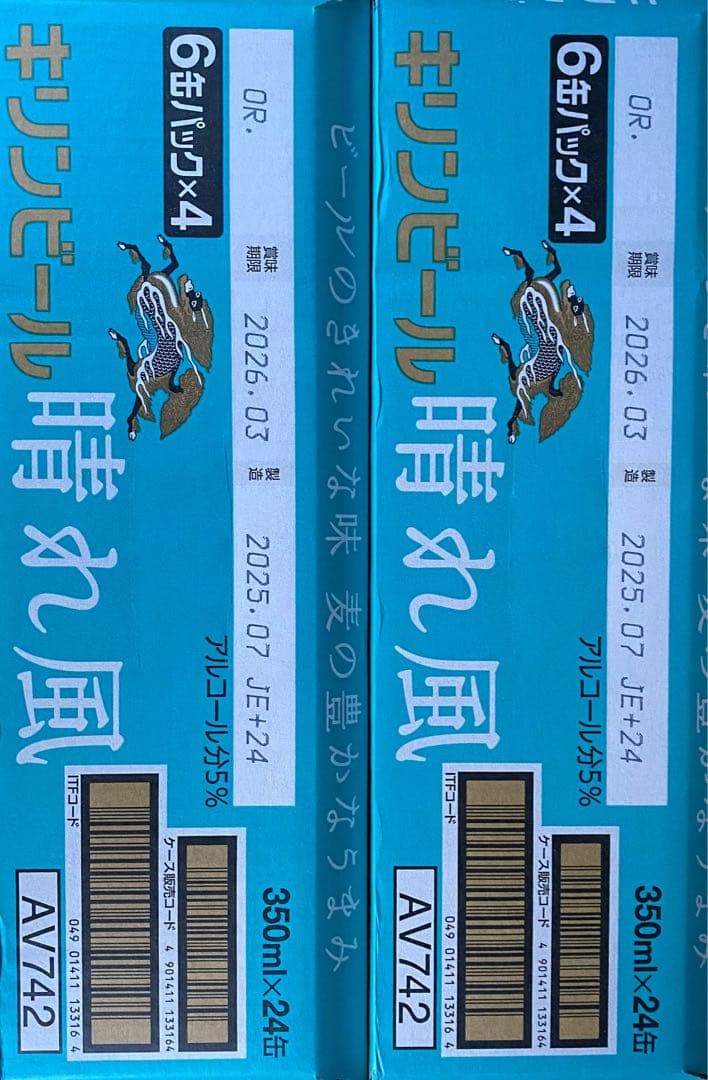 6缶パック×4
OR.
賞味
期限
2026.03
製
造
2025.07 JE+24
キリンビール
晴れ風
アルコール分5%
ITFコード
049 01411 13316 4
ケース販売コード
4 901411 133164
350ml×24缶
AV742
ビールのきれいな味 麦の豊かなうまみ
6缶パック×4
OR.
賞味
期限
2026.03
製
造
2025.07 JE+24
キリンビール
晴れ風
アルコール分5%
ITFコード
049 01411 13316 4
ケース販売コード
4 901411 133164
350ml×24缶
AV742